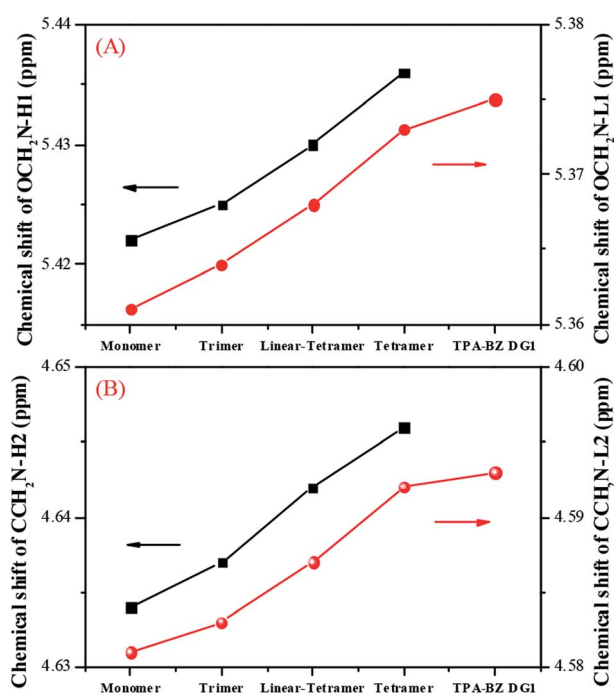 5.44
(A)
5.38
5.43
5.37
5.42
5.36
Chemical shift of OCH2N-H1 (ppm)
Chemical shift of OCH2N-L1 (ppm)
Monomer Trimer Linear-Tetramer Tetramer TPA-BZ DG1
4.65
(B)
4.60
4.64
4.59
4.63
4.58
Chemical shift of CCH2N-H2 (ppm)
Chemical shift of CCH2N-L2 (ppm)
Monomer Trimer Linear-Tetramer Tetramer TPA-BZ DG1